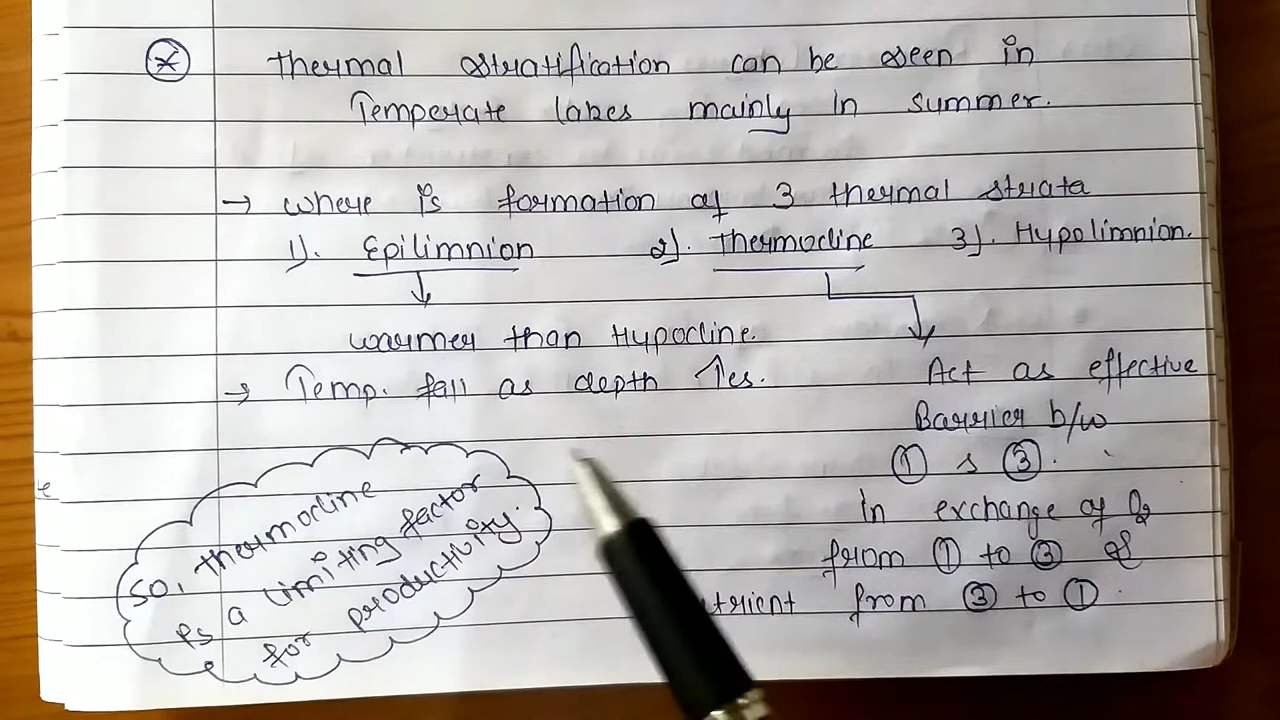 * thermal stratification can be seen in
Temperate lakes mainly in summer.
→ where is formation of 3 thermal strata
1). Epilimnion 2). Thermocline 3). Hypolimnion.
warmer than Hypocline.
→ Temp. fall as depth ↑es.
Act as effective
Barrier b/w
① & ③.
In exchange of O2
from ① to ③ &
trient from ③ to ①.
So, thermocline
is a limiting factor
for productivity.